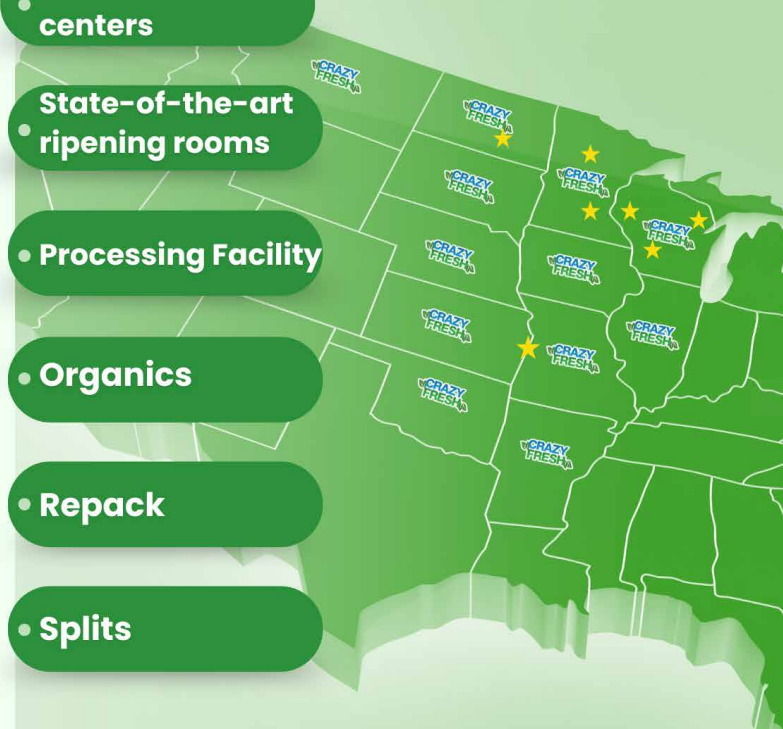 centers
State-of-the-art
ripening rooms
Processing Facility
Organics
Repack
Splits
CRAZY
FRESH
CRAZY
FRESH
CRAZY
FRESH
CRAZY
FRESH
CRAZY
FRESH
CRAZY
FRESH
CRAZY
FRESH
CRAZY
FRESH
CRAZY
FRESH
CRAZY
FRESH
CRAZY
FRESH
CRAZY
FRESH
CRAZY
FRESH